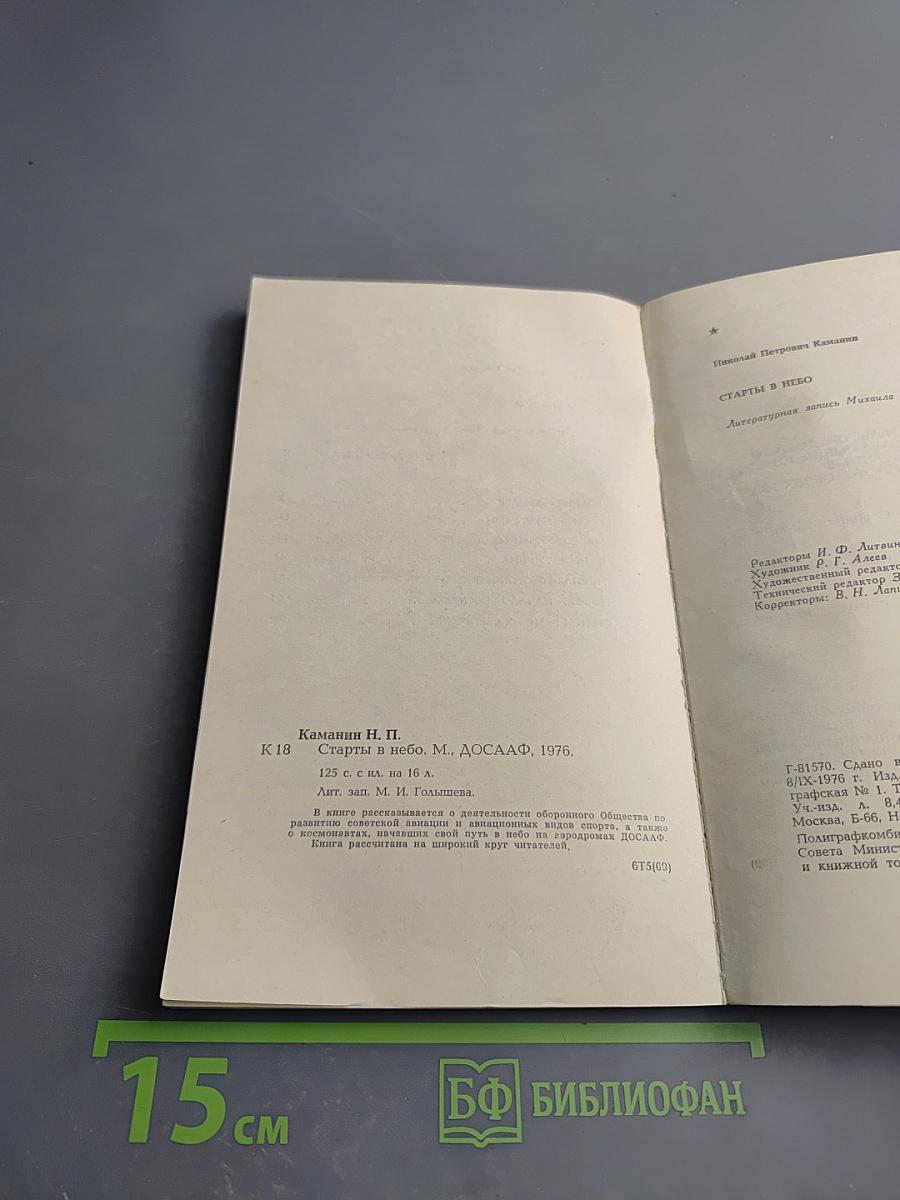 Каманин Н. П.
К 18 Старты в небо. М., ДОСААФ, 1976.
125 с. с ил. на 16 л.
Лит. зап. М. И. Голышева.
В книге рассказывается о деятельности оборонного Общества по
развитию советской авиации и авиационных видов спорта, а также
о космонавтах, начавших свой путь в небо на аэродромах ДОСААФ.
Книга рассчитана на широкий круг читателей.
6Т5(09)
★
Николай Петрович Каманин
СТАРТЫ В НЕБО
Литературная запись Михаила
Редакторы И. Ф. Литвин
Художник Р. Г. Алеев
Художественный редакто
Технический редактор З
Корректоры: В. Н. Лапи
Г-81570. Сдано в
8/IX-1976 г. Изд.
графская № 1. Т
Уч.-изд. л. 8,4
Москва, Б-66, Н
Полиграфкомби
Совета Минист
и книжной то
15 см
БФ БИБЛИОФАН